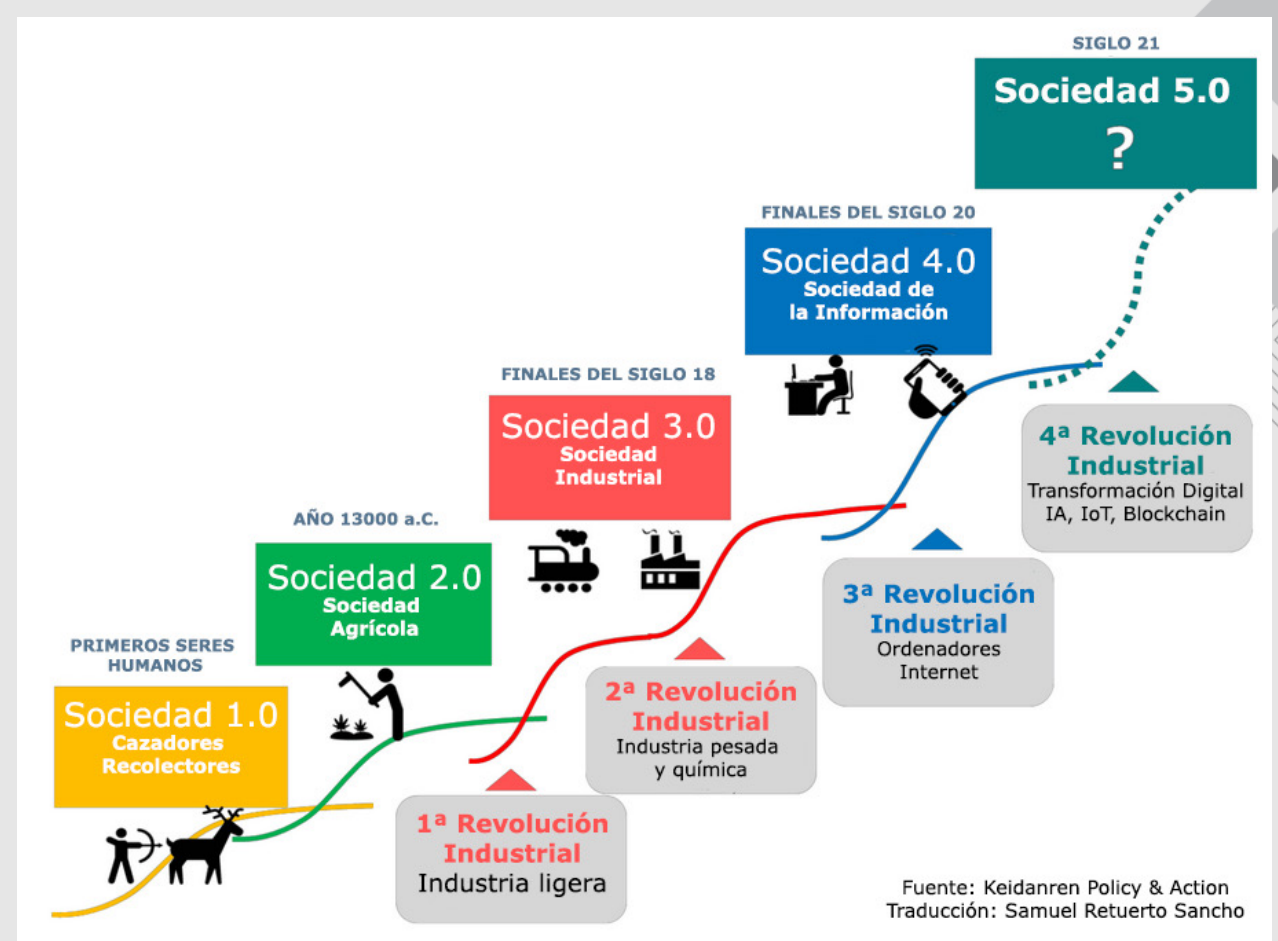 PRIMEROS SERES
HUMANOS
Sociedad 1.0
Cazadores
Recolectores
AÑO 13000 a.C.
Sociedad 2.0
Sociedad
Agrícola
FINALES DEL SIGLO 18
Sociedad 3.0
Sociedad
Industrial
FINALES DEL SIGLO 20
Sociedad 4.0
Sociedad de
la Información
SIGLO 21
Sociedad 5.0
?
1ª Revolución
Industrial
Industria ligera
2ª Revolución
Industrial
Industria pesada
y química
3ª Revolución
Industrial
Ordenadores
Internet
4ª Revolución
Industrial
Transformación Digital
IA, IoT, Blockchain
Fuente: Keidanren Policy & Action
Traducción: Samuel Retuerto Sancho